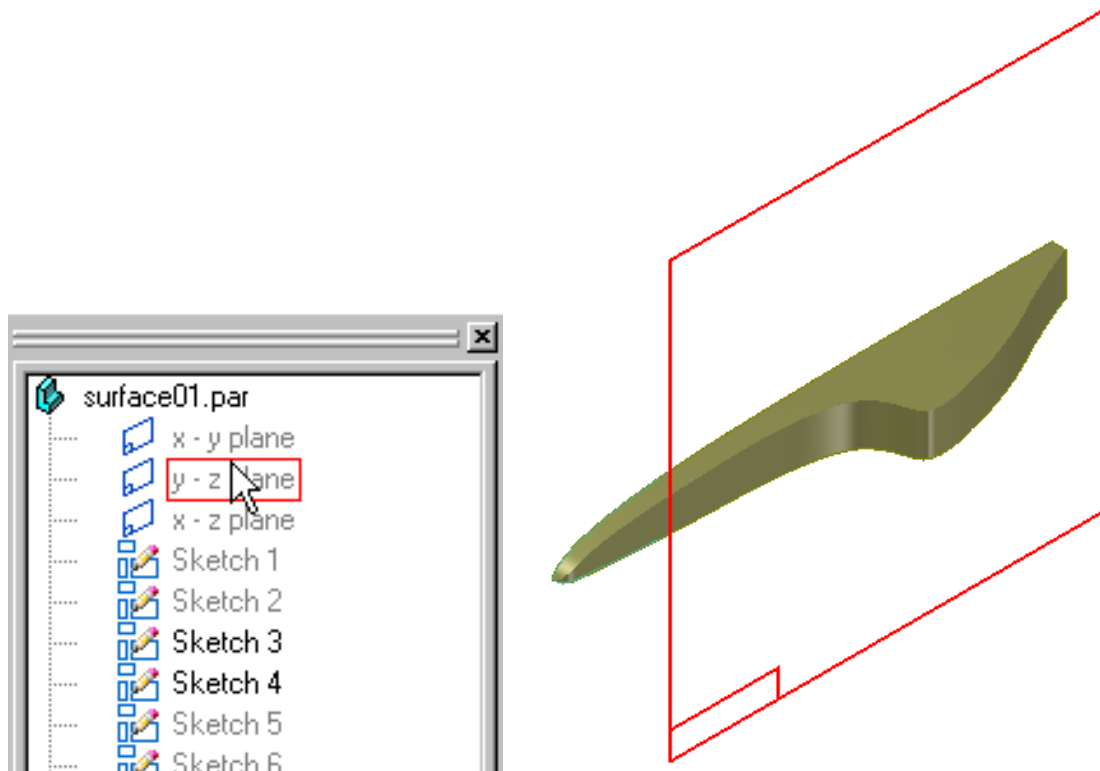 surface01.par
x - y plane
y - z plane
x - z plane
Sketch 1
Sketch 2
Sketch 3
Sketch 4
Sketch 5
Sketch 6